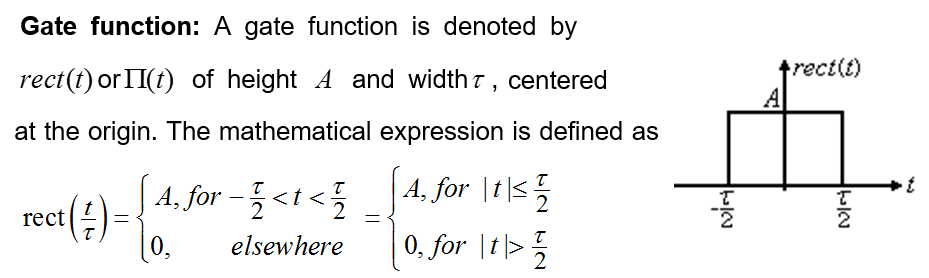 Gate function: A gate function is denoted by
rect(t) or Π(t) of height A and width τ , centered
at the origin. The mathematical expression is defined as
rect(t/τ) = { A, for −τ/2 < t < τ/2 ; 0, elsewhere = { A, for |t| ≤ τ/2 ; 0, for |t| > τ/2
rect(t)
A
t
-τ/2
τ/2